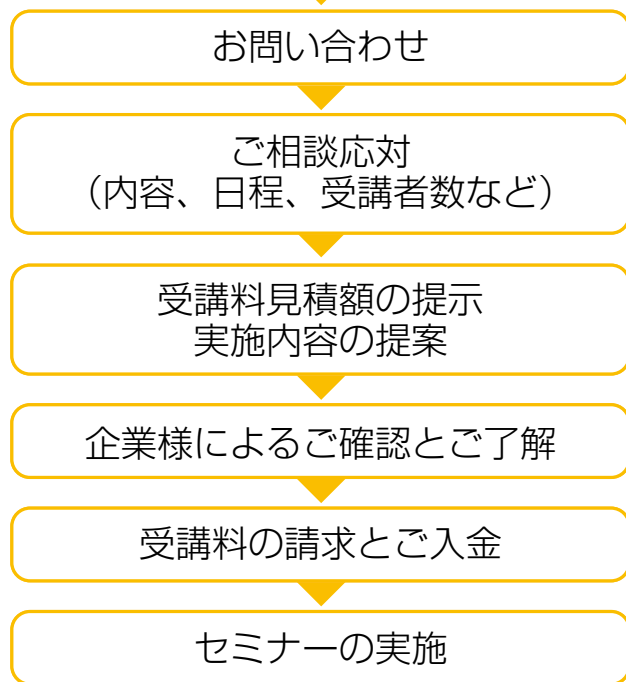 お問い合わせ
ご相談応対
（内容、日程、受講者数など）
受講料見積額の提示
実施内容の提案
企業様によるご確認とご了解
受講料の請求とご入金
セミナーの実施